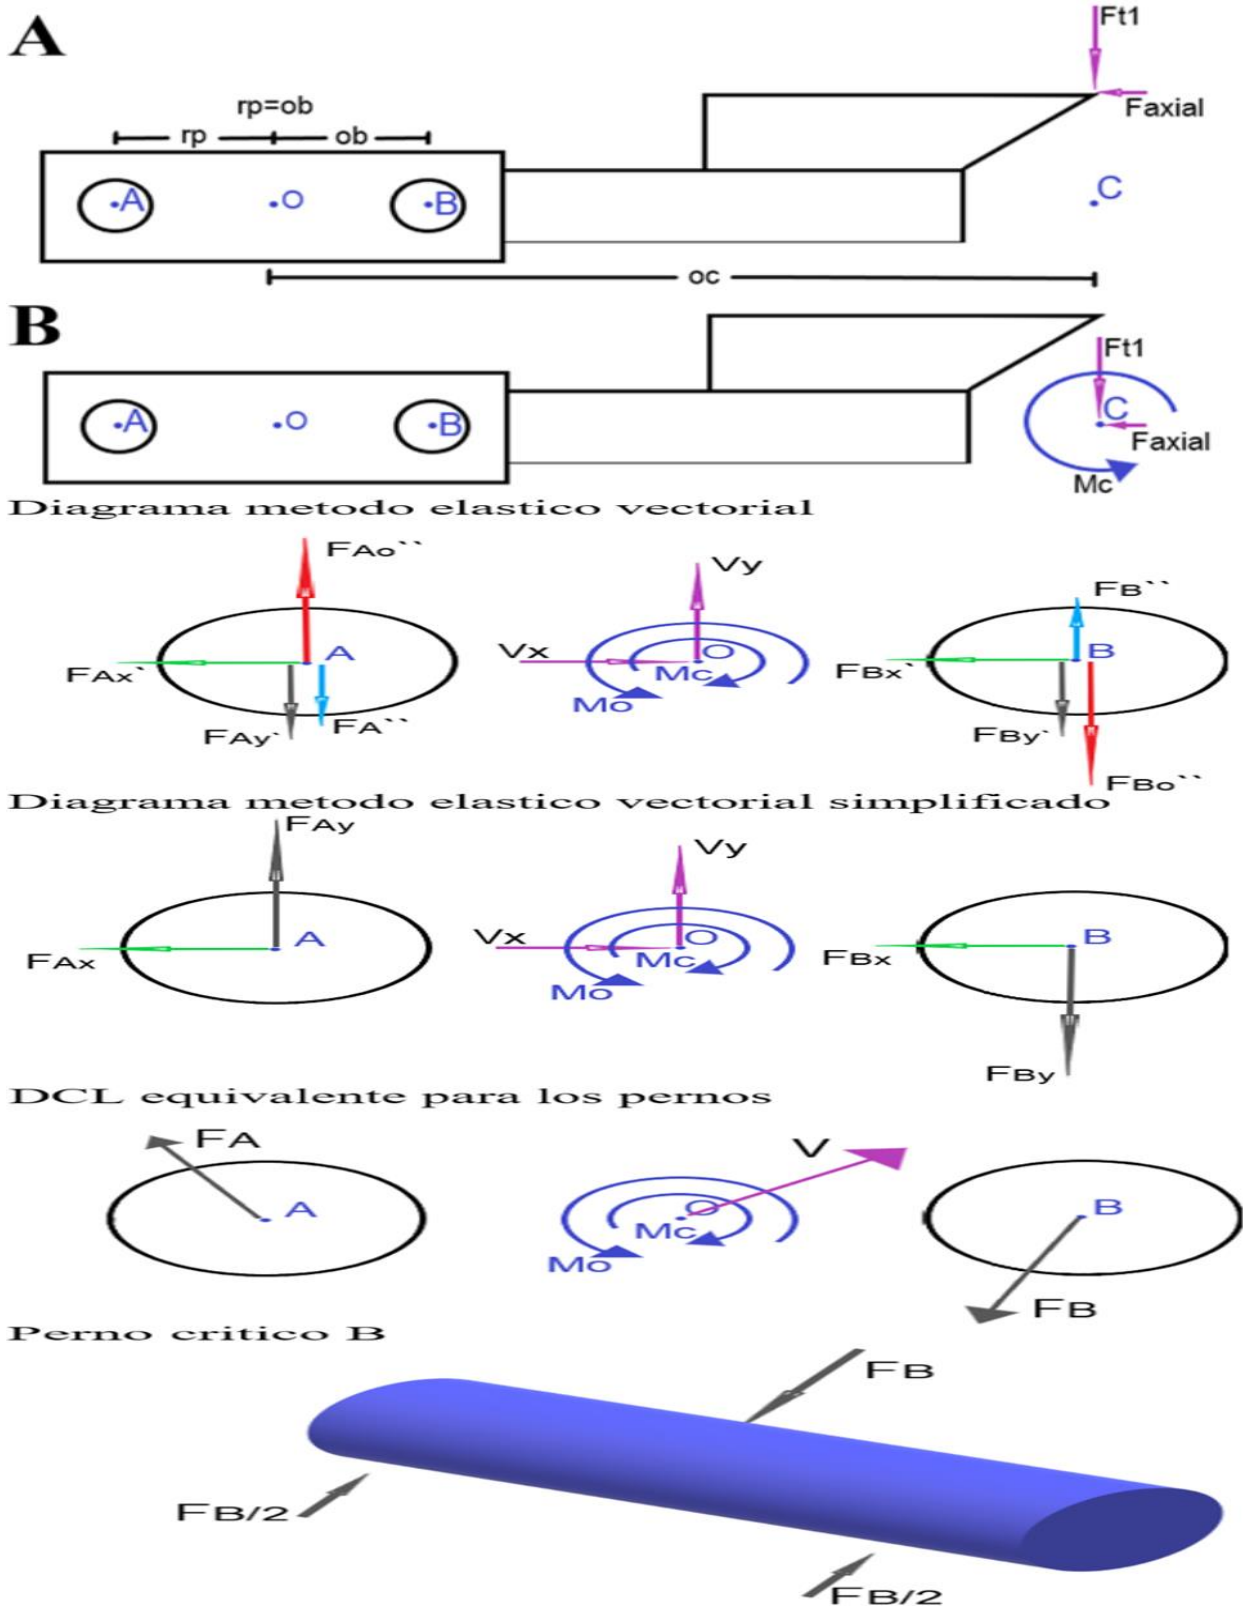 A
Ft1
Faxial
rp=ob
rp
ob
A
O
B
C
oc
B
Ft1
A
O
B
C
Faxial
Mc
Diagrama metodo elastico vectorial
FAo``
Vy
FB``
FAx`
A
Vx
O
Mc
Mo
FBx`
B
FAy`
FA``
FBy`
FBo``
Diagrama metodo elastico vectorial simplificado
FAy
Vy
FAx
A
Vx
O
Mc
Mo
FBx
B
FBy
DCL equivalente para los pernos
FA
A
V
O
Mc
Mo
B
FB
Perno critico B
FB
FB/2
FB/2